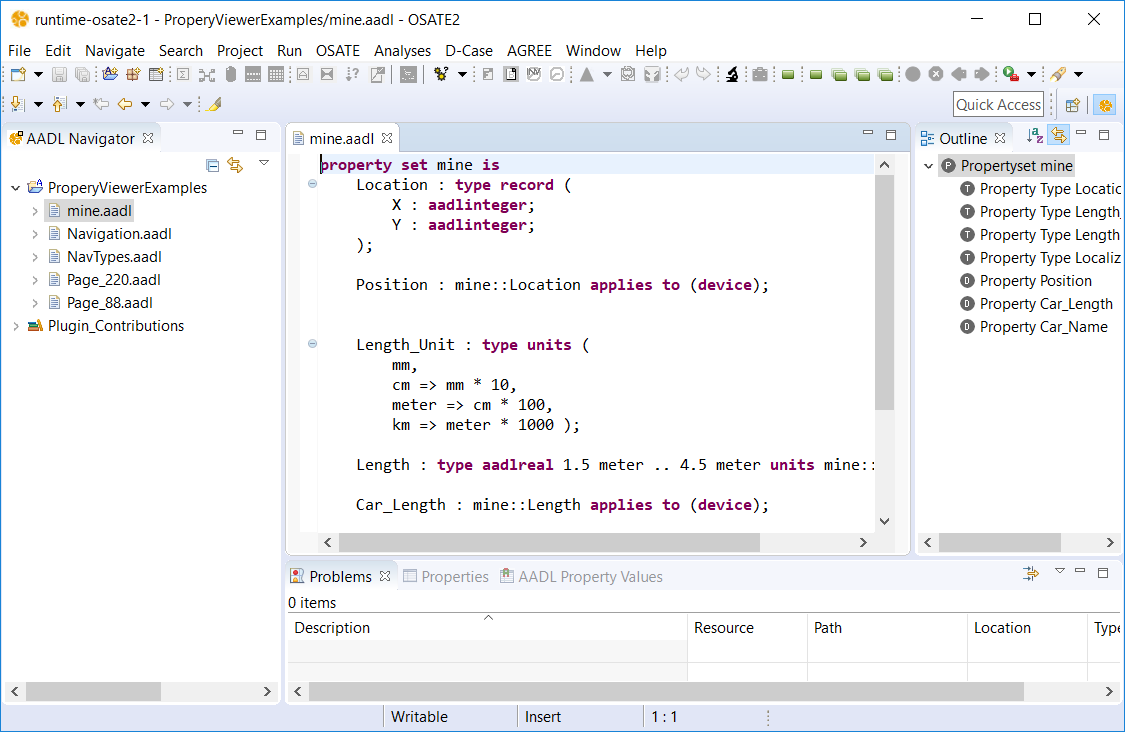 runtime-osate2-1 - ProperyViewerExamples/mine.aadl - OSATE2
File Edit Navigate Search Project Run OSATE Analyses D-Case AGREE Window Help
Quick Access
AADL Navigator
ProperyViewerExamples
mine.aadl
Navigation.aadl
NavTypes.aadl
Page_220.aadl
Page_88.aadl
Plugin_Contributions
mine.aadl
property set mine is
Location : type record (
X : aadlinteger;
Y : aadlinteger;
);
Position : mine::Location applies to (device);
Length_Unit : type units (
mm,
cm => mm * 10,
meter => cm * 100,
km => meter * 1000 );
Length : type aadlreal 1.5 meter .. 4.5 meter units mine::
Car_Length : mine::Length applies to (device);
Outline
Propertyset mine
Property Type Locatic
Property Type Length_
Property Type Length
Property Type Localiz
Property Position
Property Car_Length
Property Car_Name
Problems Properties AADL Property Values
0 items
Description Resource Path Location Type
Writable Insert 1 : 1